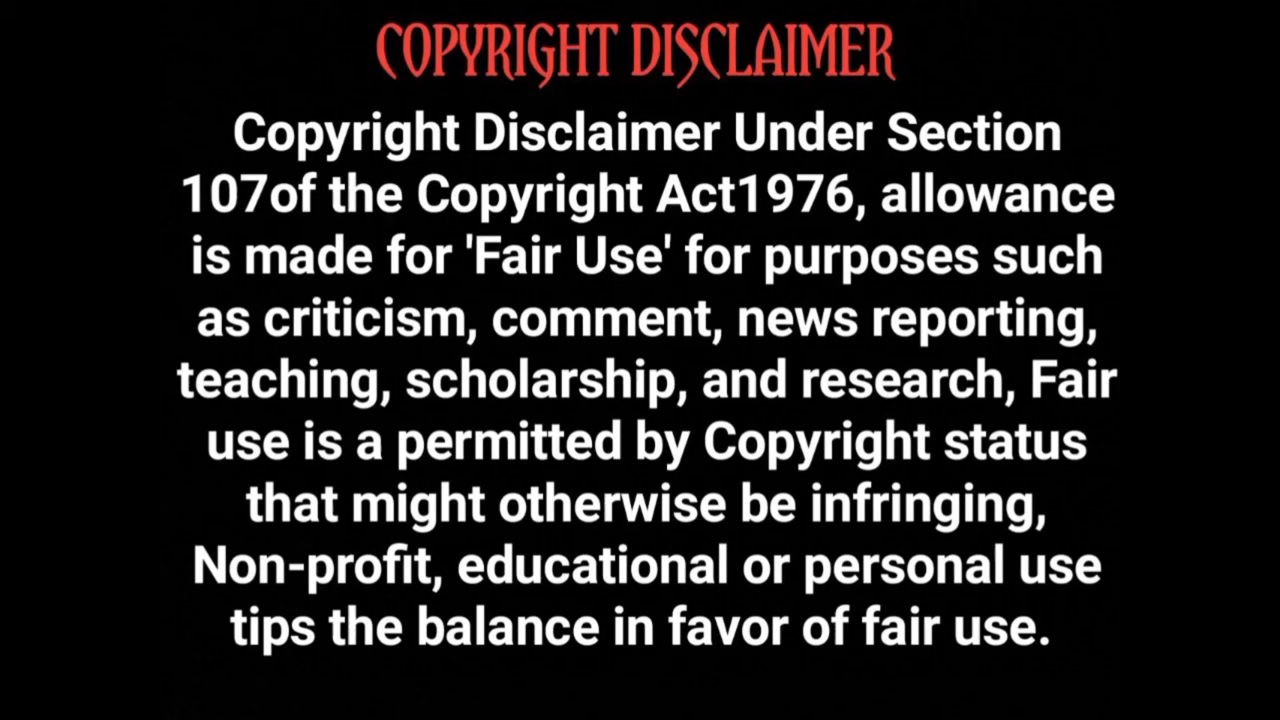 COPYRIGHT DISCLAIMER
Copyright Disclaimer Under Section
107of the Copyright Act1976, allowance
is made for 'Fair Use' for purposes such
as criticism, comment, news reporting,
teaching, scholarship, and research, Fair
use is a permitted by Copyright status
that might otherwise be infringing,
Non-profit, educational or personal use
tips the balance in favor of fair use.